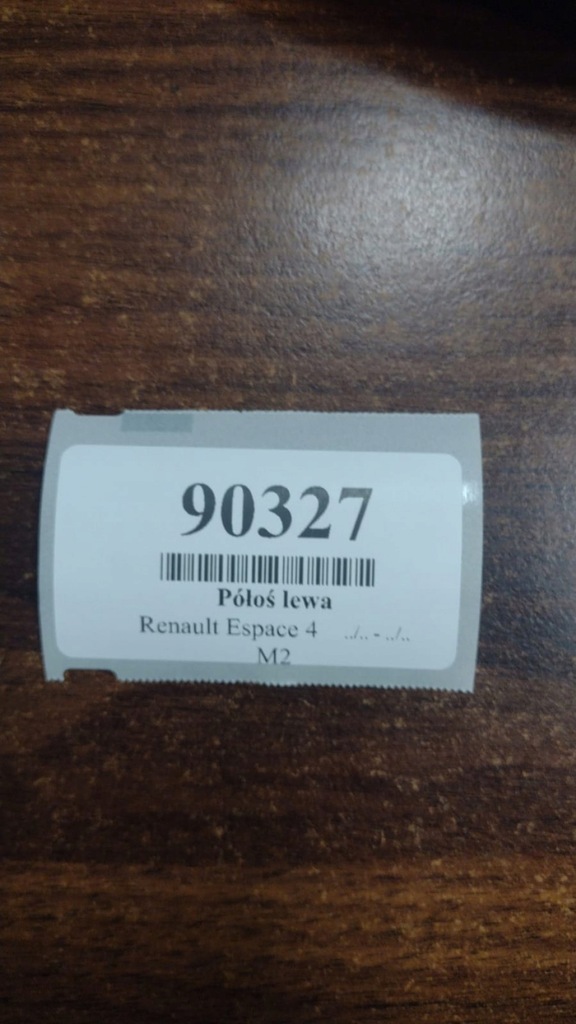 90327
Półoś lewa
Renault Espace 4 ../.. - ../..
M2